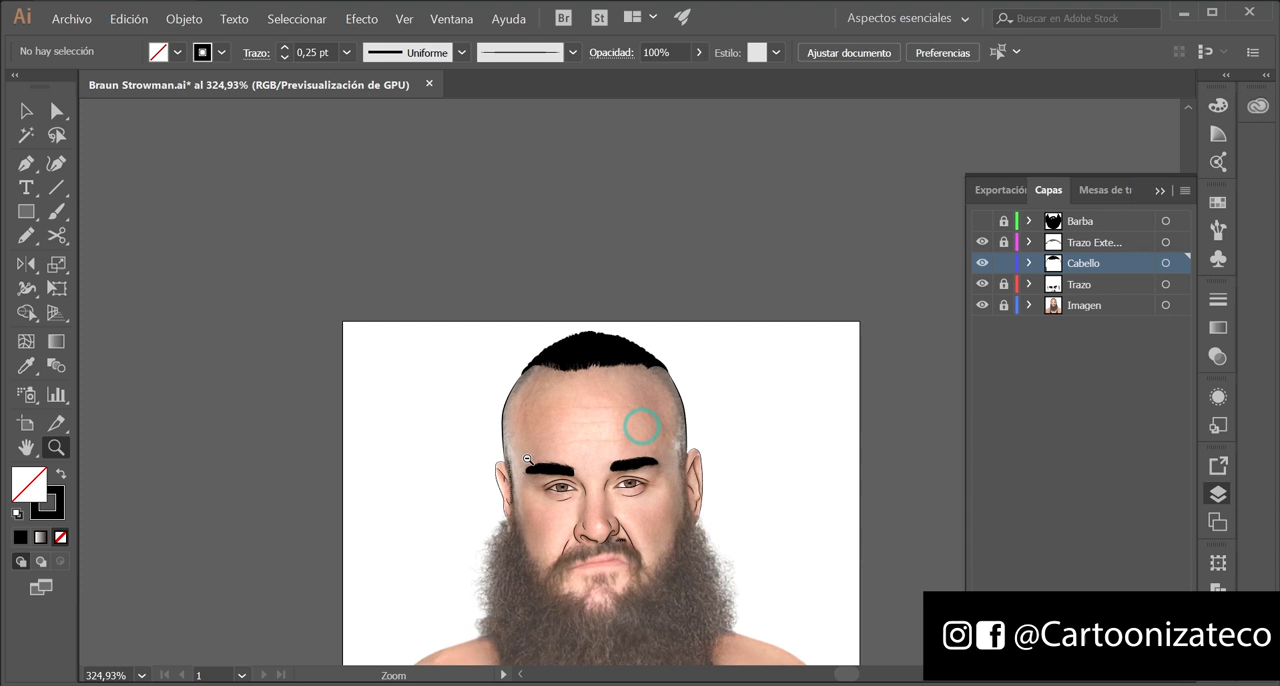 Ai Archivo Edición Objeto Texto Seleccionar Efecto Ver Ventana Ayuda Br St Aspectos esenciales Buscar en Adobe Stock
No hay selección Trazo: 0,25 pt Uniforme Opacidad: 100% Estilo: Ajustar documento Preferencias
Braun Strowman.ai* al 324,93% (RGB/Previsualización de GPU)
Exportación Capas Mesas de tr
Barba
Trazo Exte...
Cabello
Trazo
Imagen
@Cartoonizateco
324,93% 1 Zoom